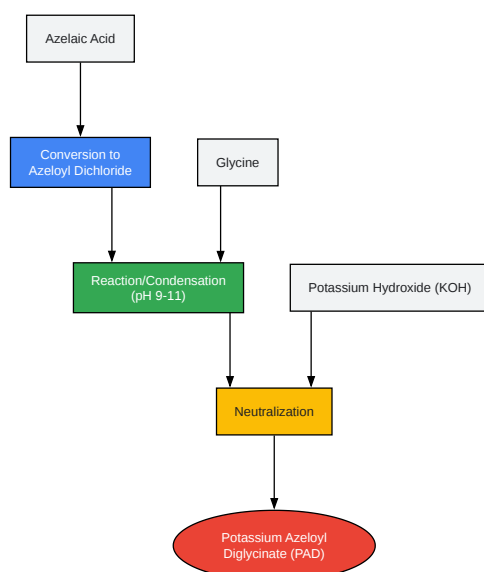 Azelaic Acid
Conversion to
Azeloyl Dichloride
Glycine
Reaction/Condensation
(pH 9-11)
Potassium Hydroxide (KOH)
Neutralization
Potassium Azeloyl
Diglycinate (PAD)